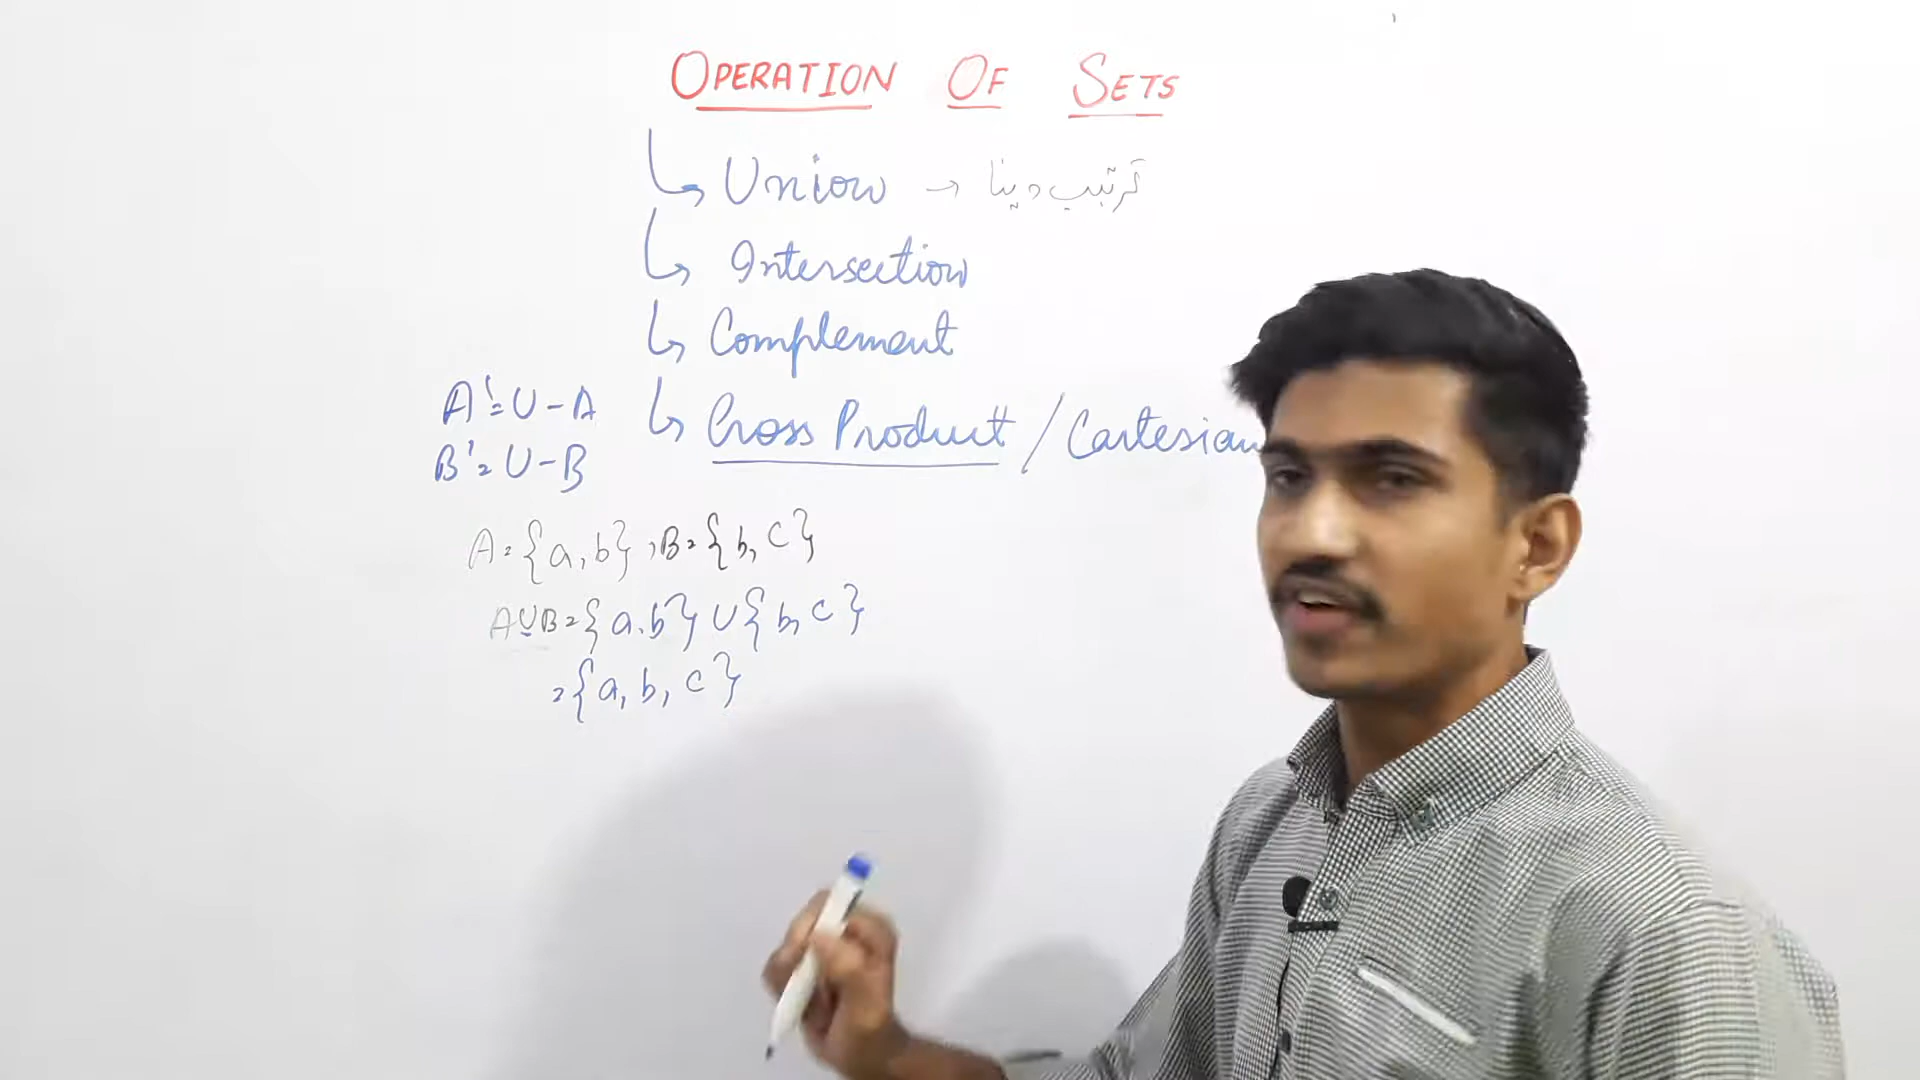 OPERATION OF SETS
Union → ترتیب دینا
Intersection
Complement
A' = U - A
Cross Product / Cartesian
B' = U - B
A = {a, b}, B = {b, c}
A∪B = {a, b} ∪ {b, c}
= {a, b, c}